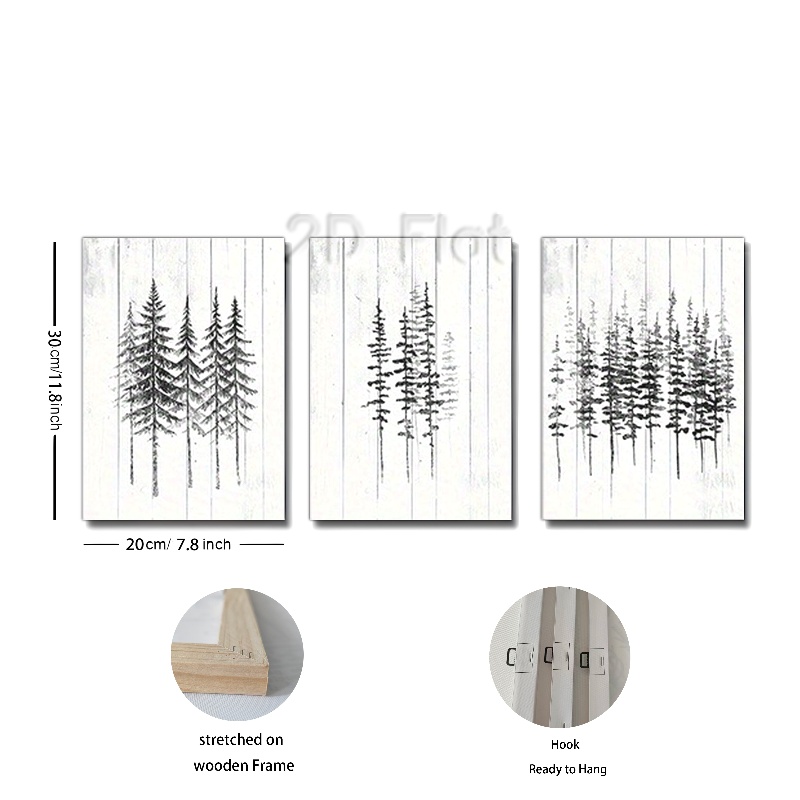 2D Flat
30cm/11.8inch
20cm/ 7.8 inch
stretched on
wooden Frame
Hook
Ready to Hang